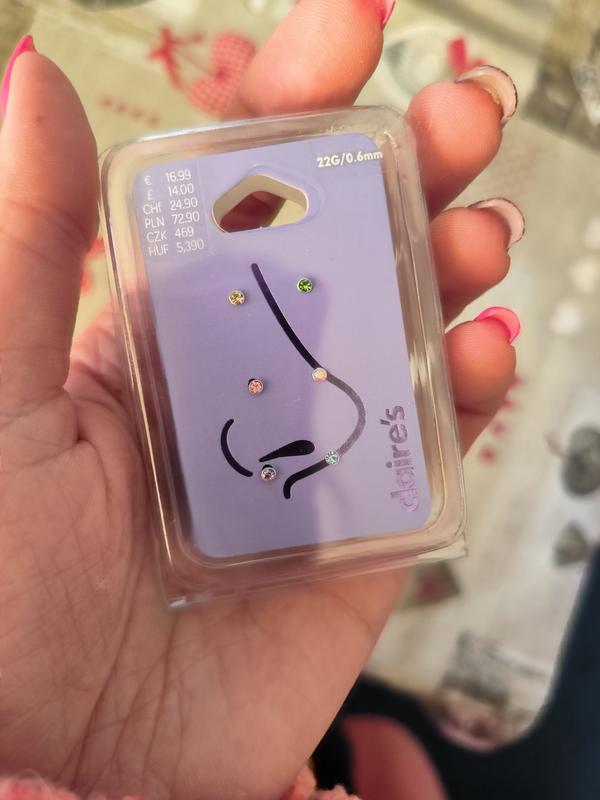 € 16.99
£ 14.00
CHF 24.90
PLN 72.90
CZK 469
HUF 5,390
22G/0.6mm
claire's